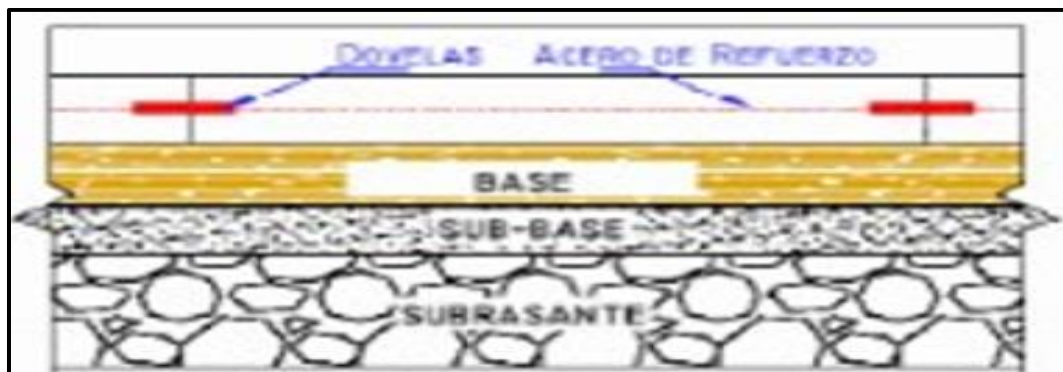 DOVELAS ACERO DE REFUERZO
BASE
SUB-BASE
SUBRASANTE